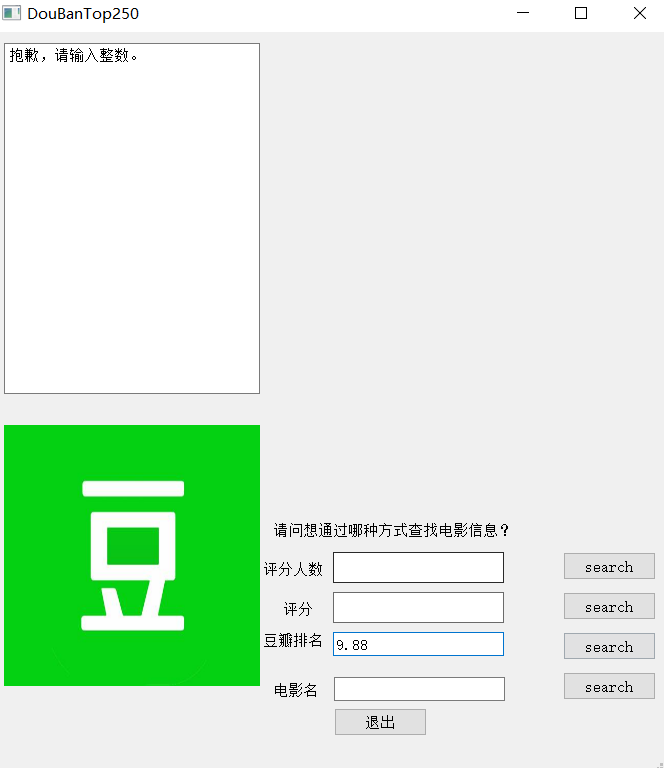 DouBanTop250
抱歉，请输入整数。
豆
请问想通过哪种方式查找电影信息？
评分人数 search
评分 search
豆瓣排名 9.88 search
电影名 search
退出